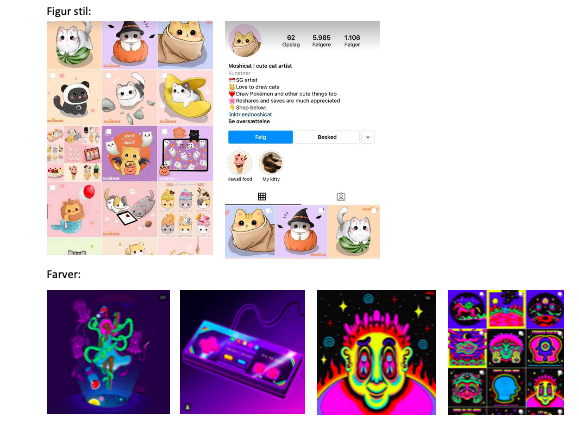 Figur stil:
62
5.985
1.106
Opslag
Følgere
Følger
Moshicat | cute cat artist
Kunstner
SG artist
Love to draw cats
Draw Pokémon and other cute things too
Reshares and saves are much appreciated
Shop below!
linktree/moshicat
Se oversættelse
Følg
Besked
Kawaii food
My kitty
Farver: